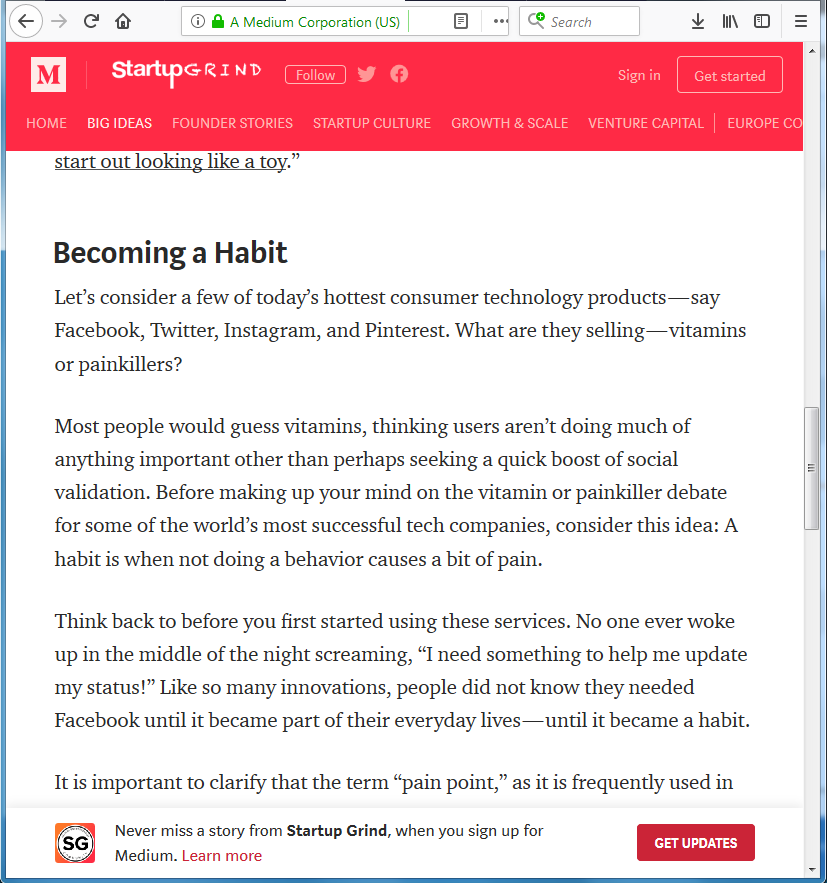 A Medium Corporation (US)
Search
M
StartupGRIND
Follow
Sign in
Get started
HOME
BIG IDEAS
FOUNDER STORIES
STARTUP CULTURE
GROWTH & SCALE
VENTURE CAPITAL
EUROPE CO
start out looking like a toy.”
Becoming a Habit
Let’s consider a few of today’s hottest consumer technology products — say
Facebook, Twitter, Instagram, and Pinterest. What are they selling — vitamins
or painkillers?
Most people would guess vitamins, thinking users aren’t doing much of
anything important other than perhaps seeking a quick boost of social
validation. Before making up your mind on the vitamin or painkiller debate
for some of the world’s most successful tech companies, consider this idea: A
habit is when not doing a behavior causes a bit of pain.
Think back to before you first started using these services. No one ever woke
up in the middle of the night screaming, “I need something to help me update
my status!” Like so many innovations, people did not know they needed
Facebook until it became part of their everyday lives — until it became a habit.
It is important to clarify that the term “pain point,” as it is frequently used in
SG
Never miss a story from Startup Grind, when you sign up for
Medium. Learn more
GET UPDATES